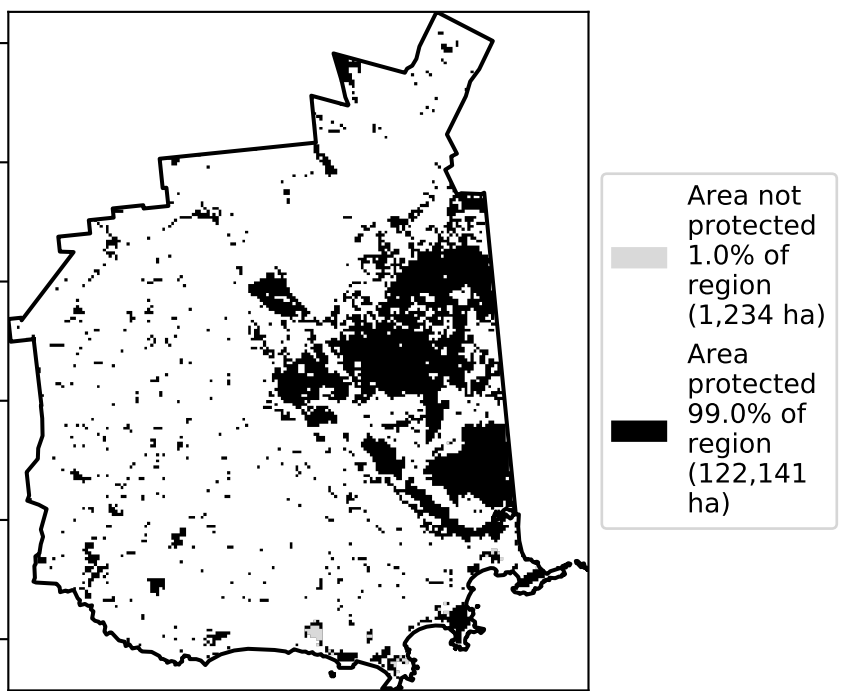 Area not
protected
1.0% of
region
(1,234 ha)
Area
protected
99.0% of
region
(122,141
ha)